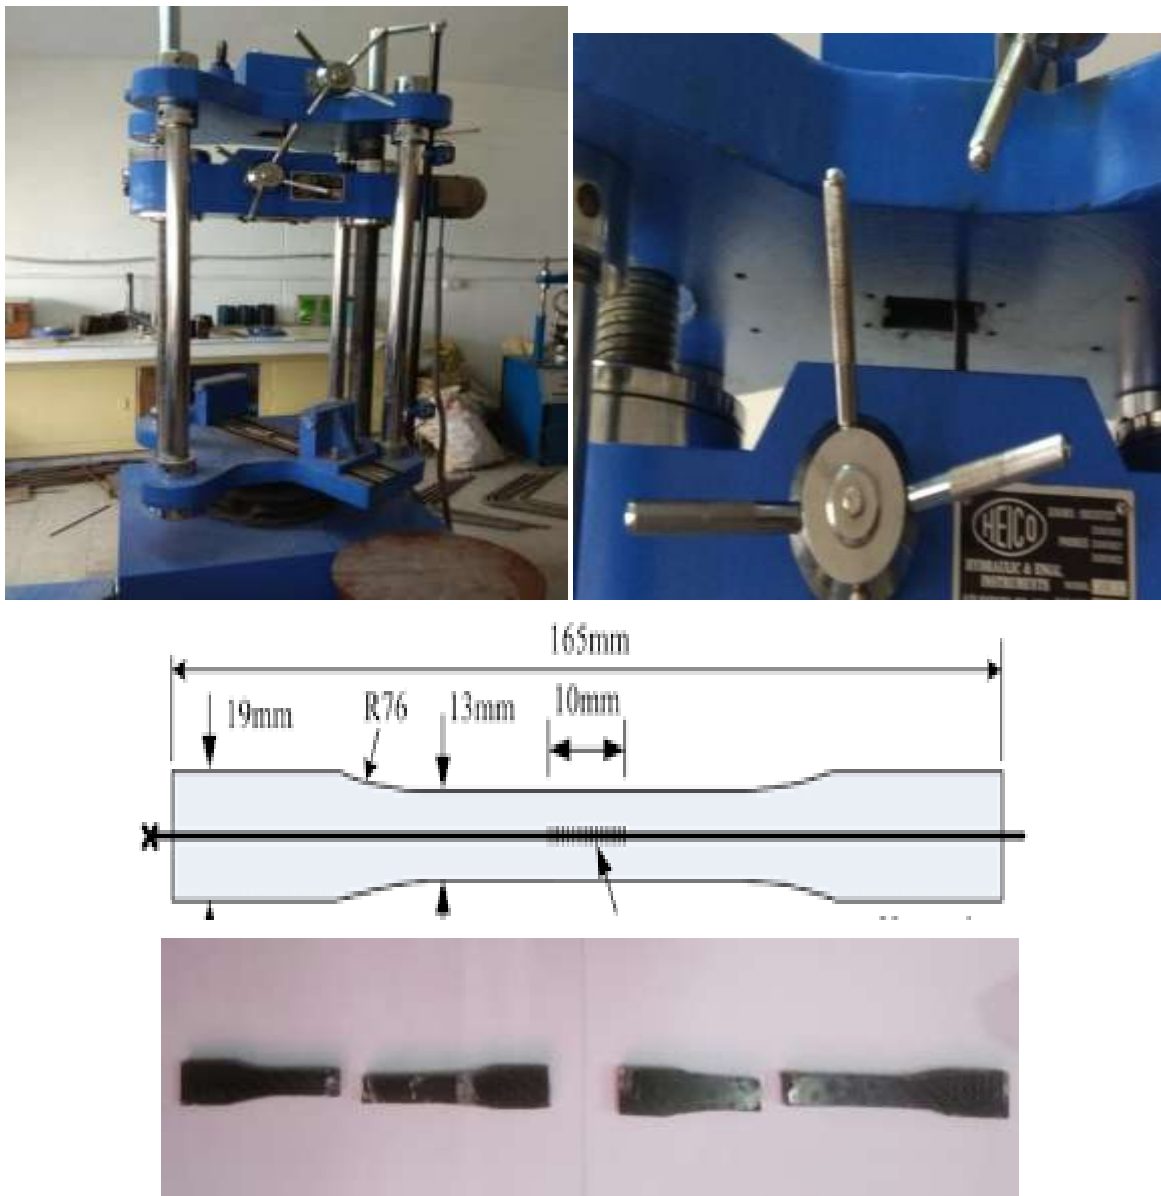 HEICO
HYDRAULIC & ENGG.
INSTRUMENTS
165mm
10mm
19mm
R76
13mm
X